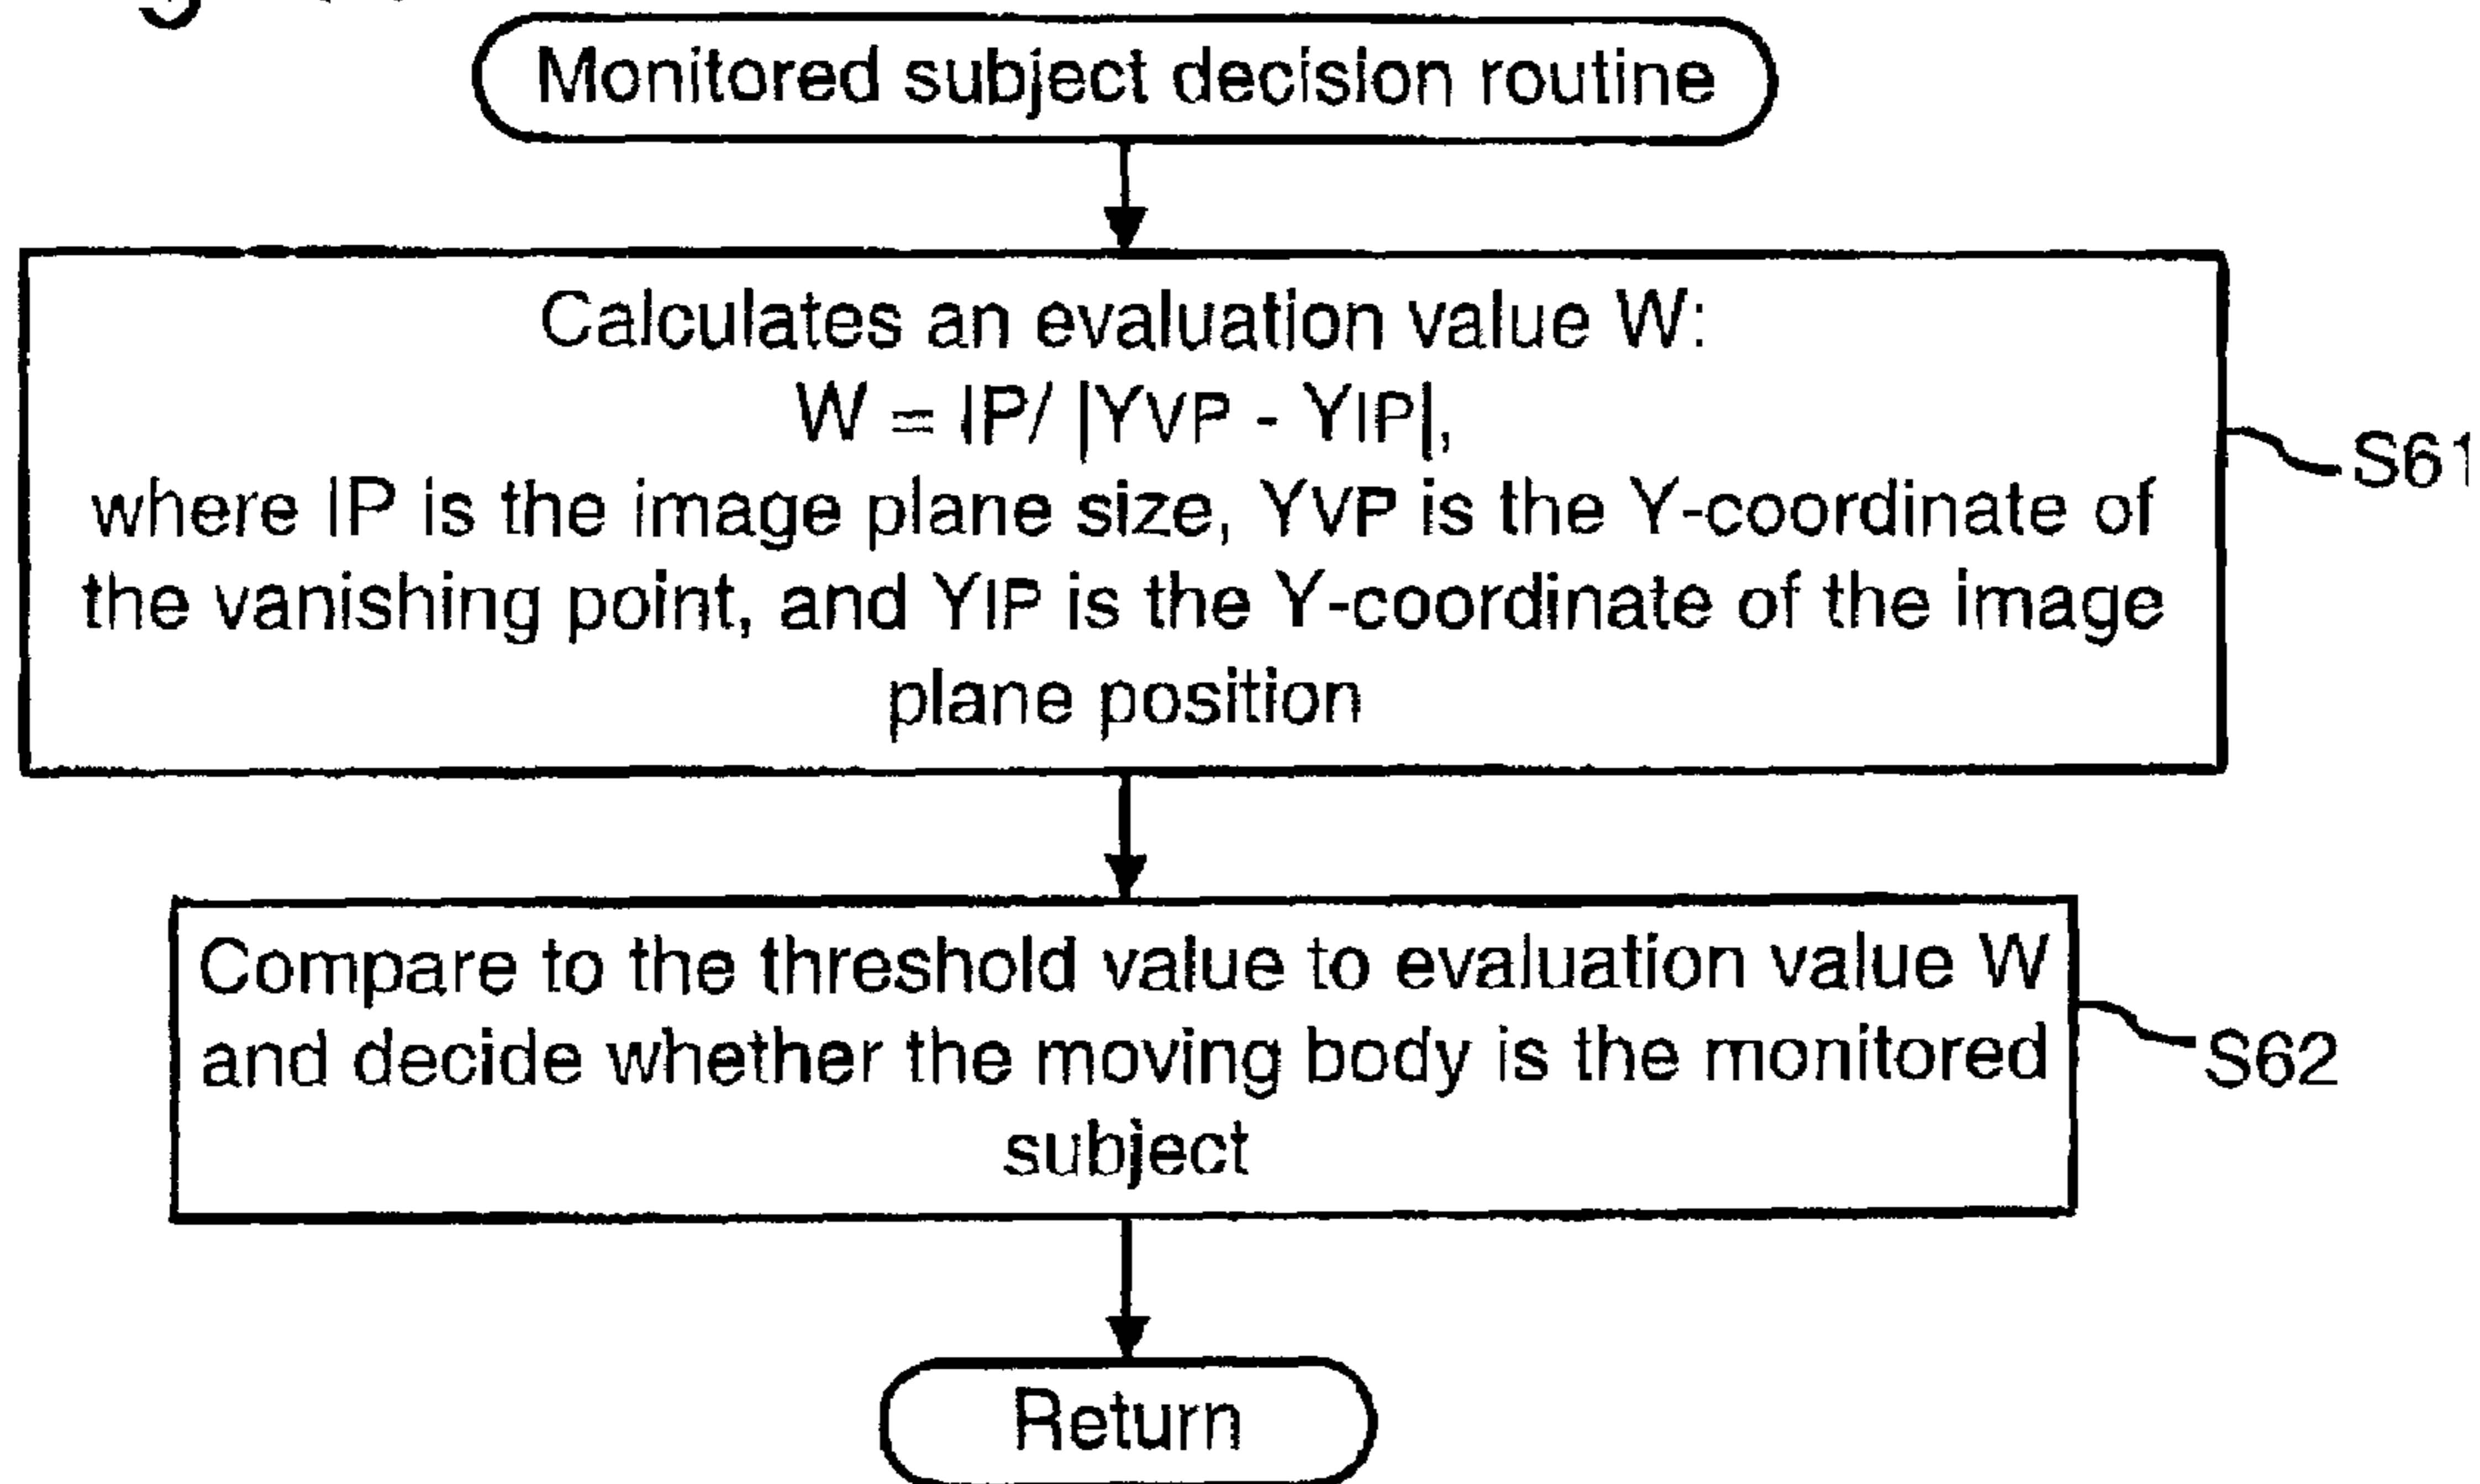 Monitored subject decision routine
Calculates an evaluation value W:
W = IP/ |YVP - YIP|,
where IP is the image plane size, YVP is the Y-coordinate of
the vanishing point, and YIP is the Y-coordinate of the image
plane position
S61
Compare to the threshold value to evaluation value W
and decide whether the moving body is the monitored
subject
S62
Return